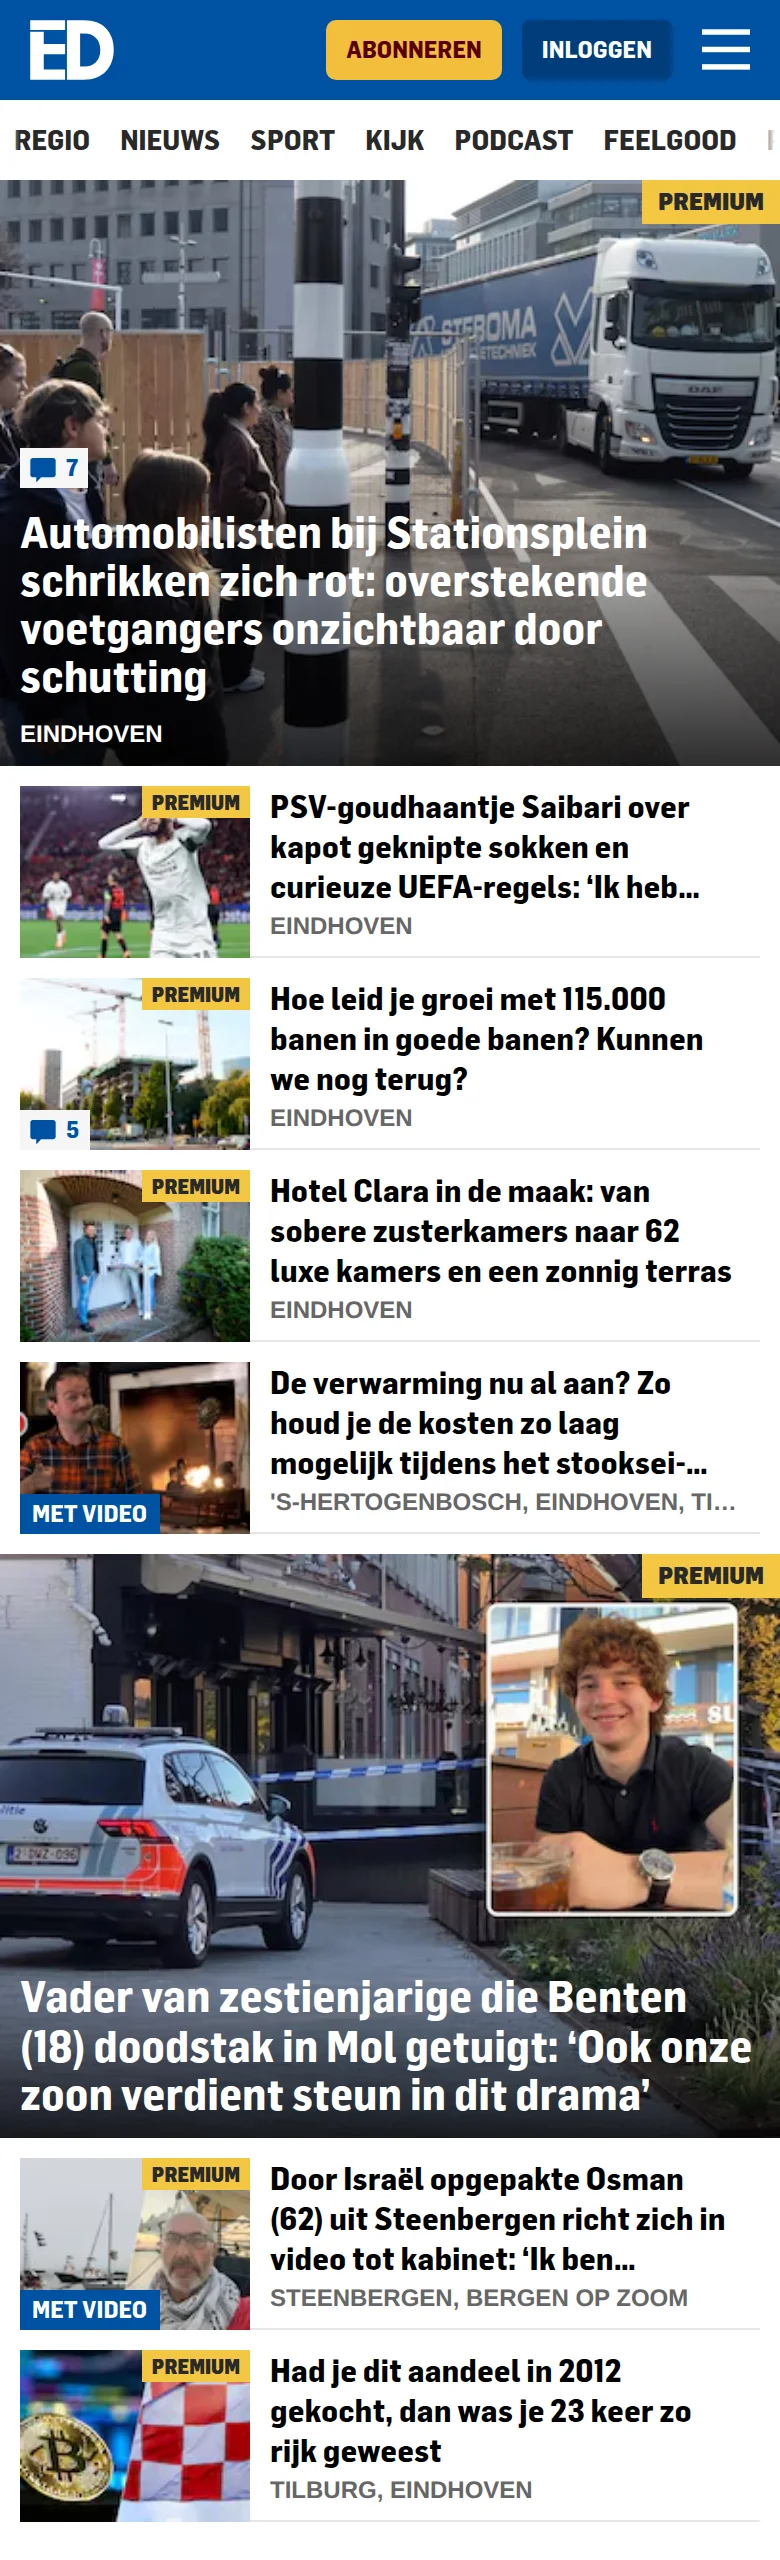 ED
ABONNEREN
INLOGGEN
REGIO NIEUWS SPORT KIJK PODCAST FEELGOOD
PREMIUM
STEROMA
DAF
7
Automobilisten bij Stationsplein
schrikken zich rot: overstekende
voetgangers onzichtbaar door
schutting
EINDHOVEN
PREMIUM
PSV-goudhaantje Saibari over
kapot geknipte sokken en
curieuze UEFA-regels: ‘Ik heb...
EINDHOVEN
PREMIUM
5
Hoe leid je groei met 115.000
banen in goede banen? Kunnen
we nog terug?
EINDHOVEN
PREMIUM
Hotel Clara in de maak: van
sobere zusterkamers naar 62
luxe kamers en een zonnig terras
EINDHOVEN
MET VIDEO
De verwarming nu al aan? Zo
houd je de kosten zo laag
mogelijk tijdens het stooksei-...
'S-HERTOGENBOSCH, EINDHOVEN, TI...
PREMIUM
Vader van zestienjarige die Benten
(18) doodstak in Mol getuigt: ‘Ook onze
zoon verdient steun in dit drama’
PREMIUM
MET VIDEO
Door Israël opgepakte Osman
(62) uit Steenbergen richt zich in
video tot kabinet: ‘Ik ben...
STEENBERGEN, BERGEN OP ZOOM
PREMIUM
Had je dit aandeel in 2012
gekocht, dan was je 23 keer zo
rijk geweest
TILBURG, EINDHOVEN